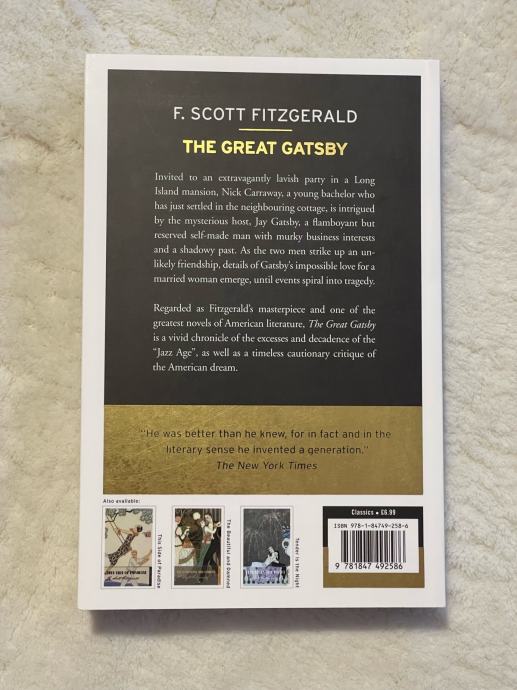 F. SCOTT FITZGERALD
THE GREAT GATSBY
Invited to an extravagantly lavish party in a Long
Island mansion, Nick Carraway, a young bachelor who
has just settled in the neighbouring cottage, is intrigued
by the mysterious host, Jay Gatsby, a flamboyant but
reserved self-made man with murky business interests
and a shadowy past. As the two men strike up an un-
likely friendship, details of Gatsby's impossible love for a
married woman emerge, until events spiral into tragedy.
Regarded as Fitzgerald's masterpiece and one of the
greatest novels of American literature, The Great Gatsby
is a vivid chronicle of the excesses and decadence of the
"Jazz Age", as well as a timeless cautionary critique of
the American dream.
"He was better than he knew, for in fact and in the
literary sense he invented a generation."
The New York Times
Also available:
This Side of Paradise
The Beautiful and Damned
Tender is the Night
Classics • £6.99
ISBN 978-1-84749-258-6
9 781847 492586